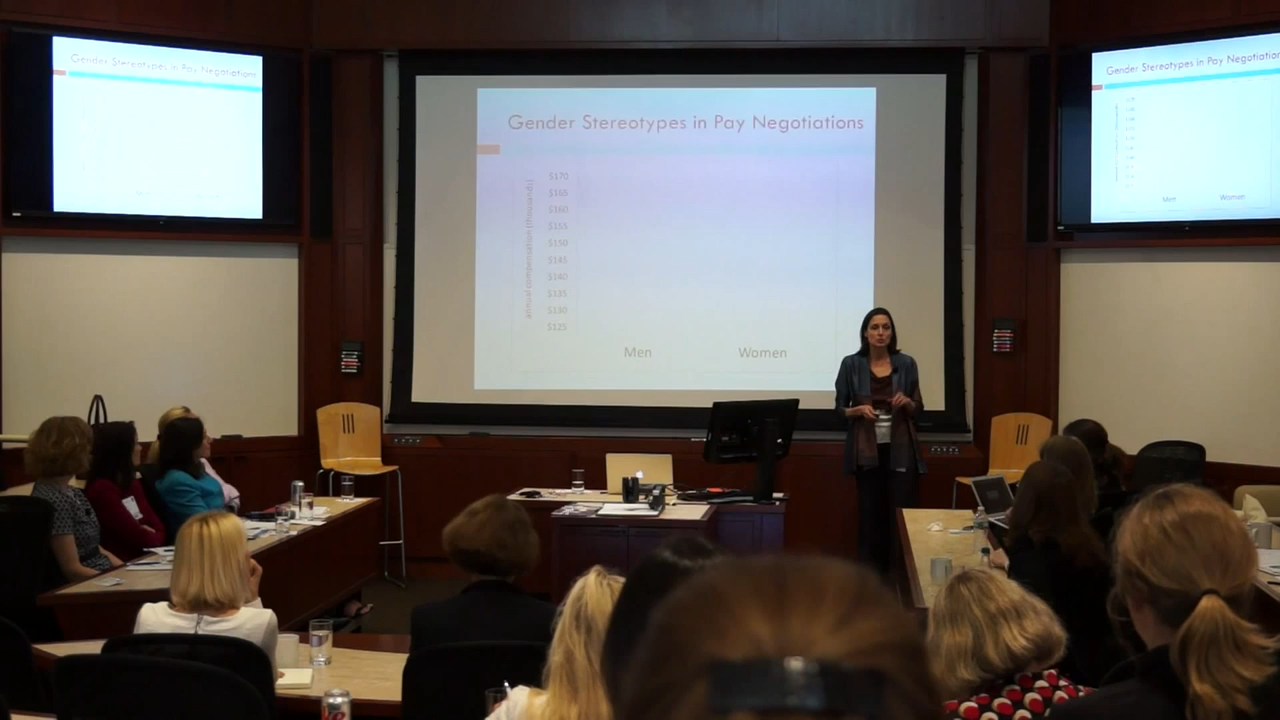 Gender Stereotypes in Pay Negotiations
Gender Stereotypes in Pay Negotiations
Gender Stereotypes in Pay Negotiation
annual compensation (thousands)
$170
$165
$160
$155
$150
$145
$140
$135
$130
$125
Men Women
Men Women